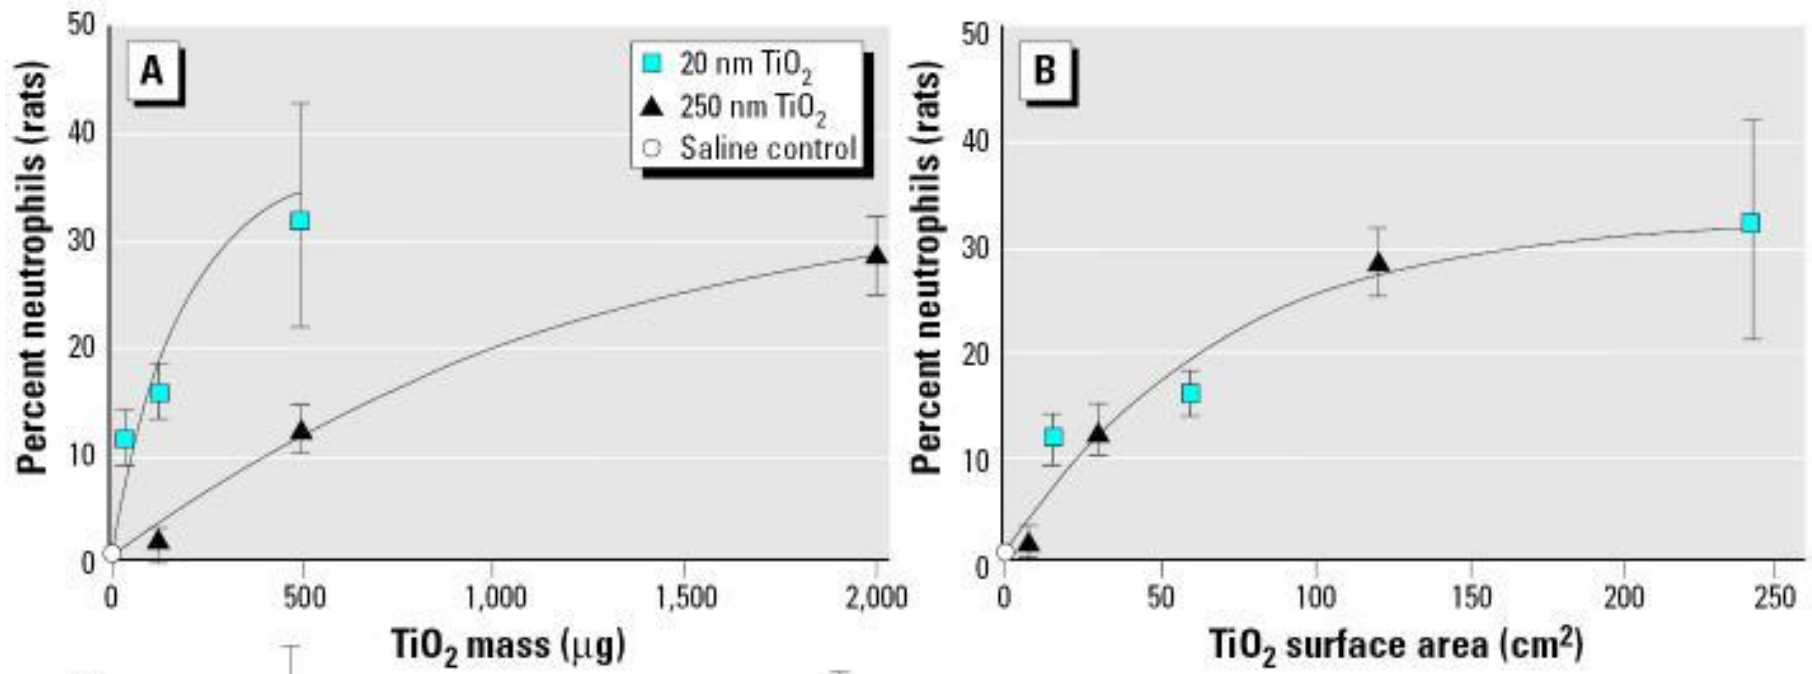 A
20 nm TiO₂
250 nm TiO₂
Saline control
Percent neutrophils (rats)
50
40
30
20
10
0
0 500 1,000 1,500 2,000
TiO₂ mass (μg)
B
Percent neutrophils (rats)
50
40
30
20
10
0
0 50 100 150 200 250
TiO₂ surface area (cm²)